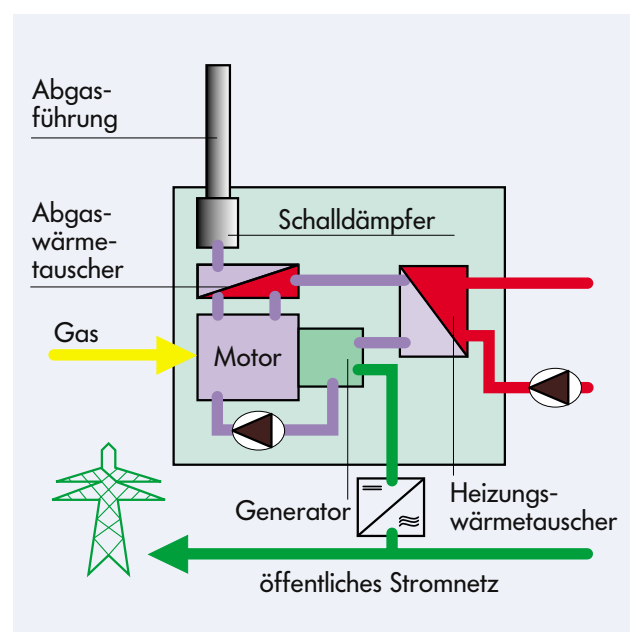 Abgas-
führung
Abgas-
wärme-
tauscher
Schalldämpfer
Gas
Motor
Generator
Heizungs-
wärmetauscher
öffentliches Stromnetz